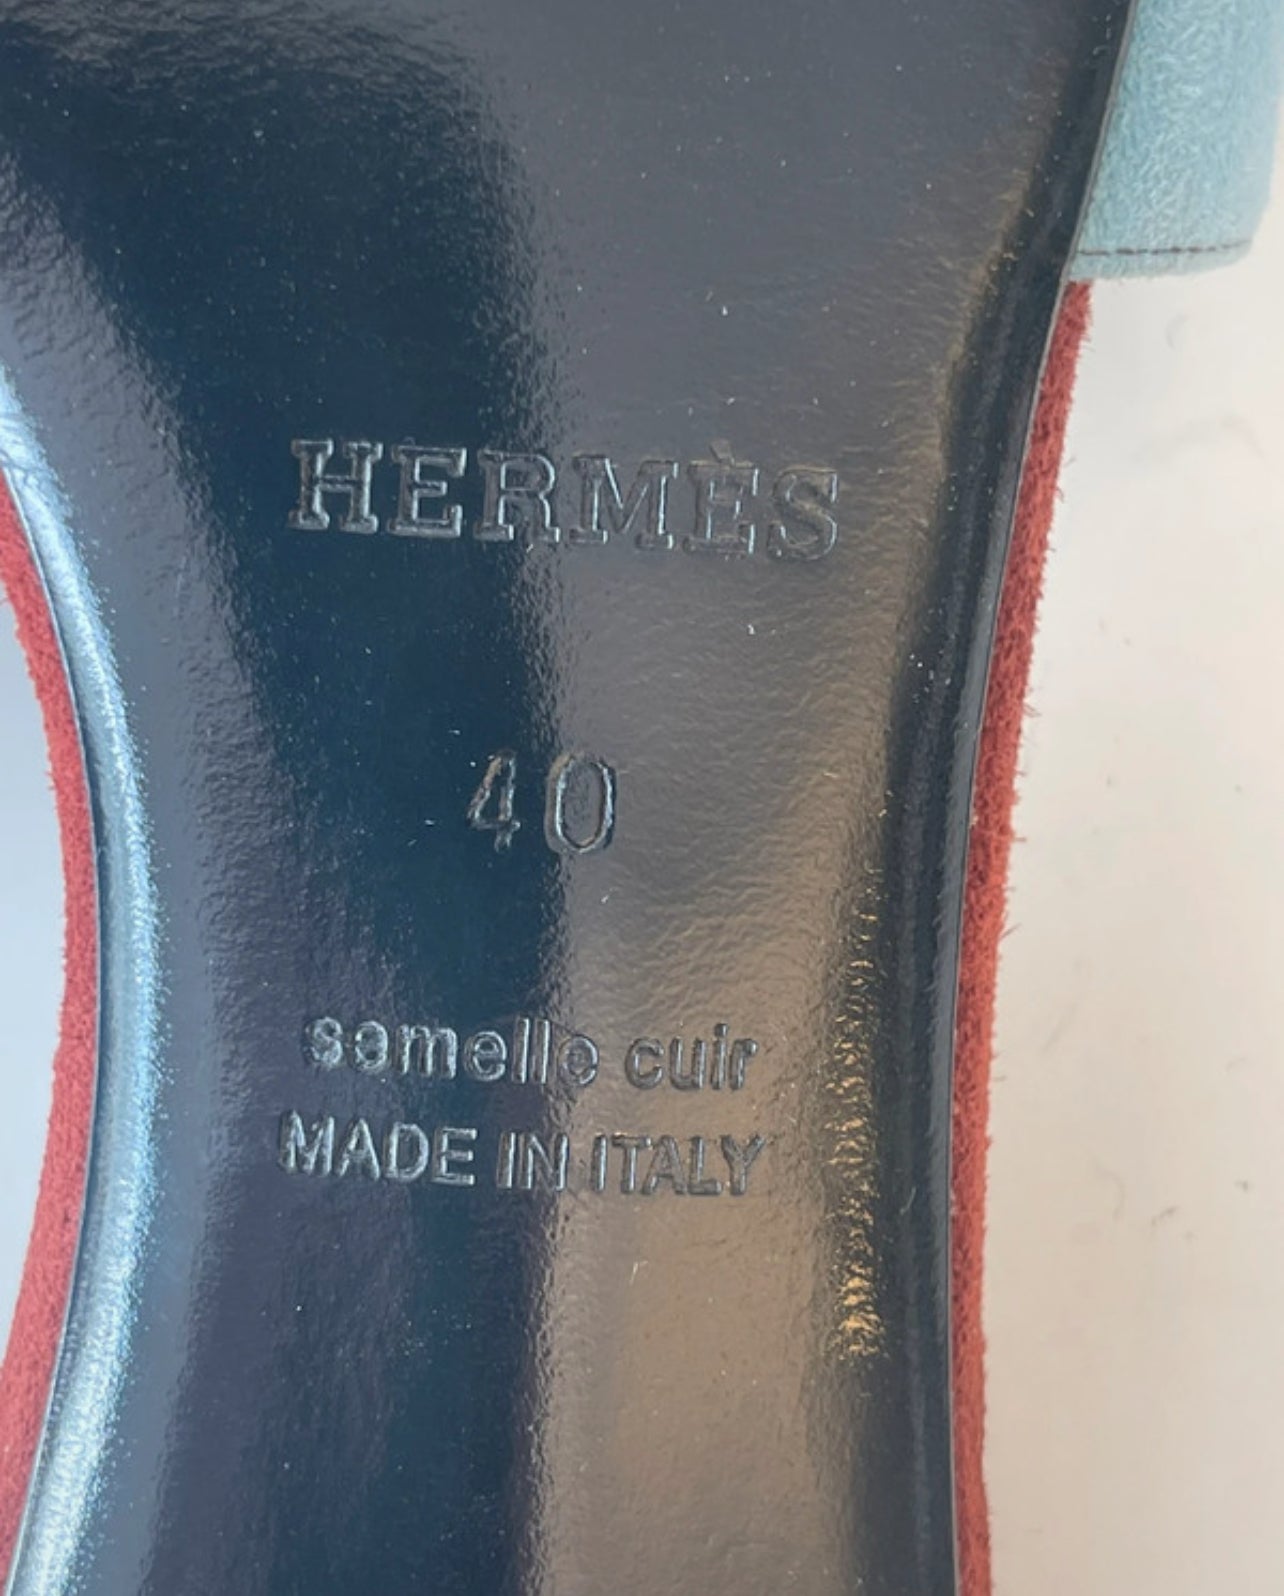 HERMÈS
40
semelle cuir
MADE IN ITALY